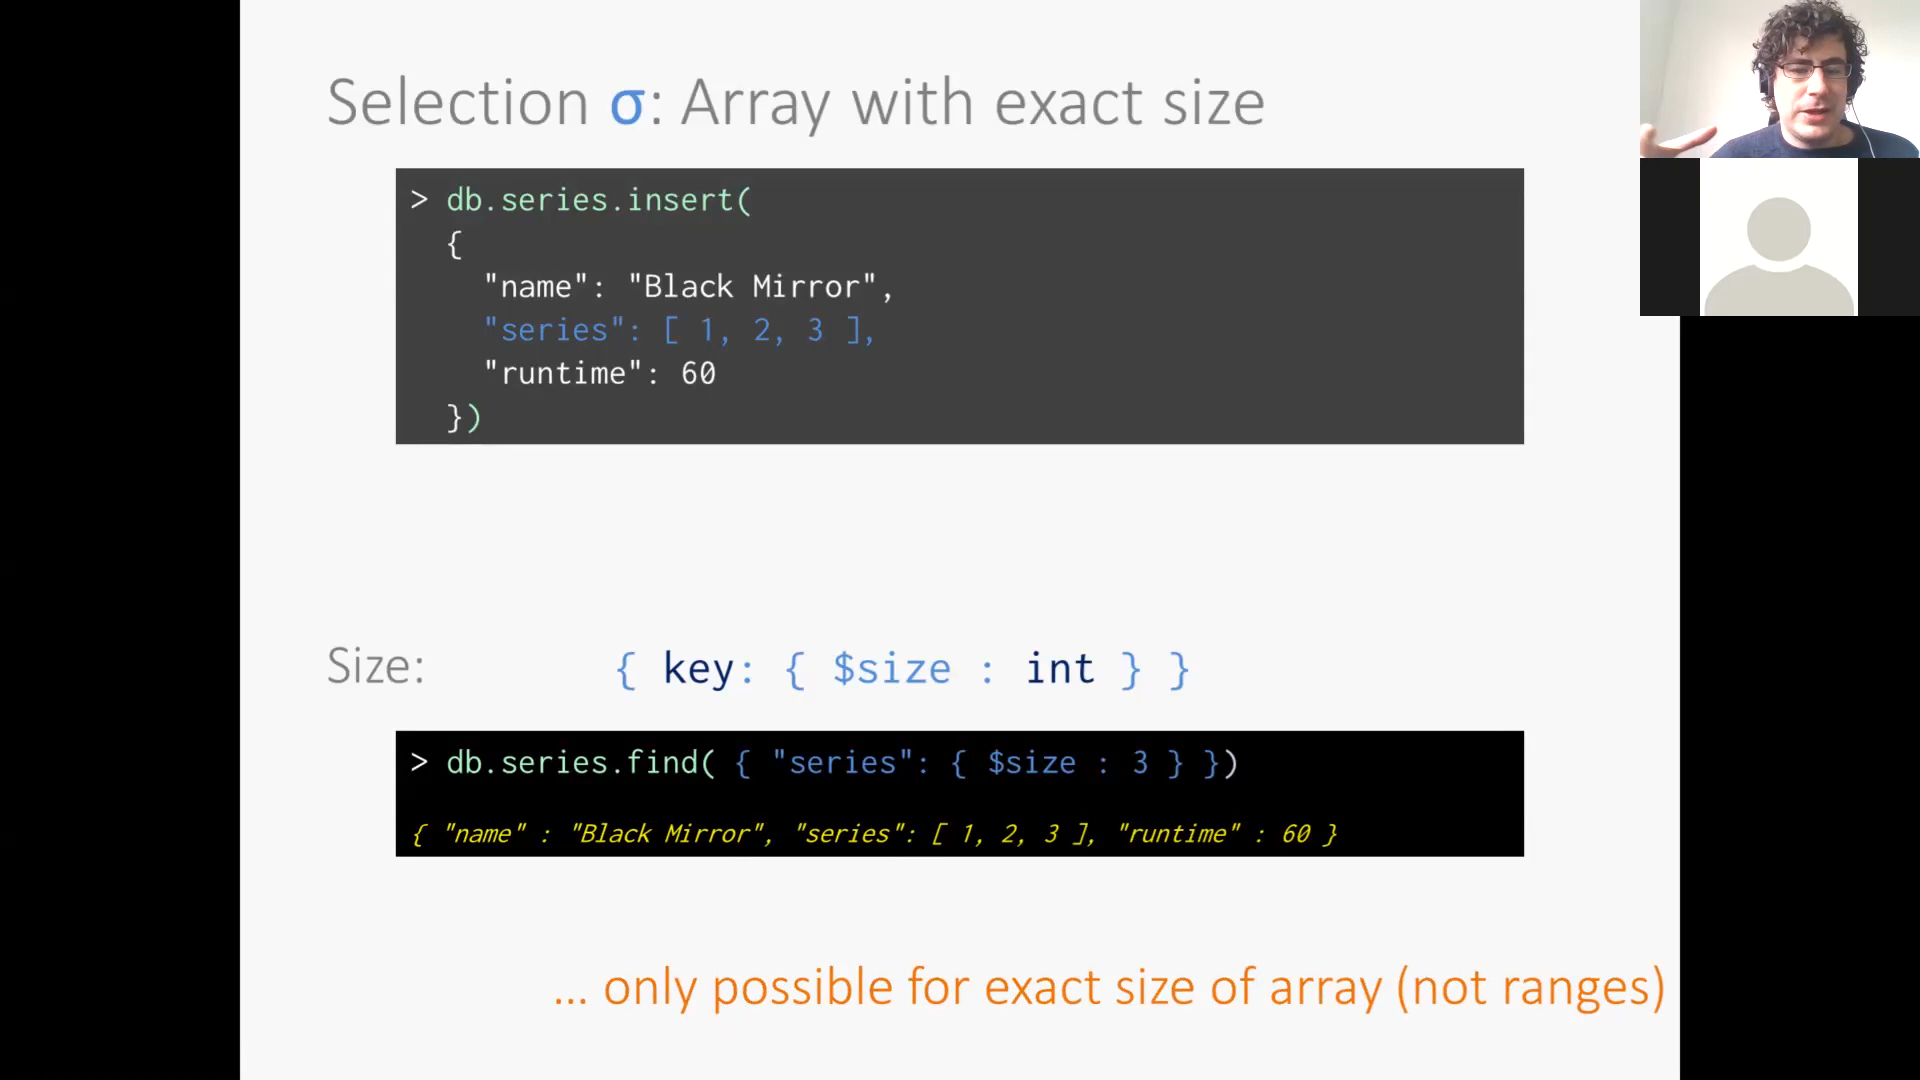 Selection σ: Array with exact size
> db.series.insert(
{
"name": "Black Mirror",
"series": [ 1, 2, 3 ],
"runtime": 60
})
Size: { key: { $size : int } }
> db.series.find( { "series": { $size : 3 } })
{ "name" : "Black Mirror", "series": [ 1, 2, 3 ], "runtime" : 60 }
... only possible for exact size of array (not ranges)